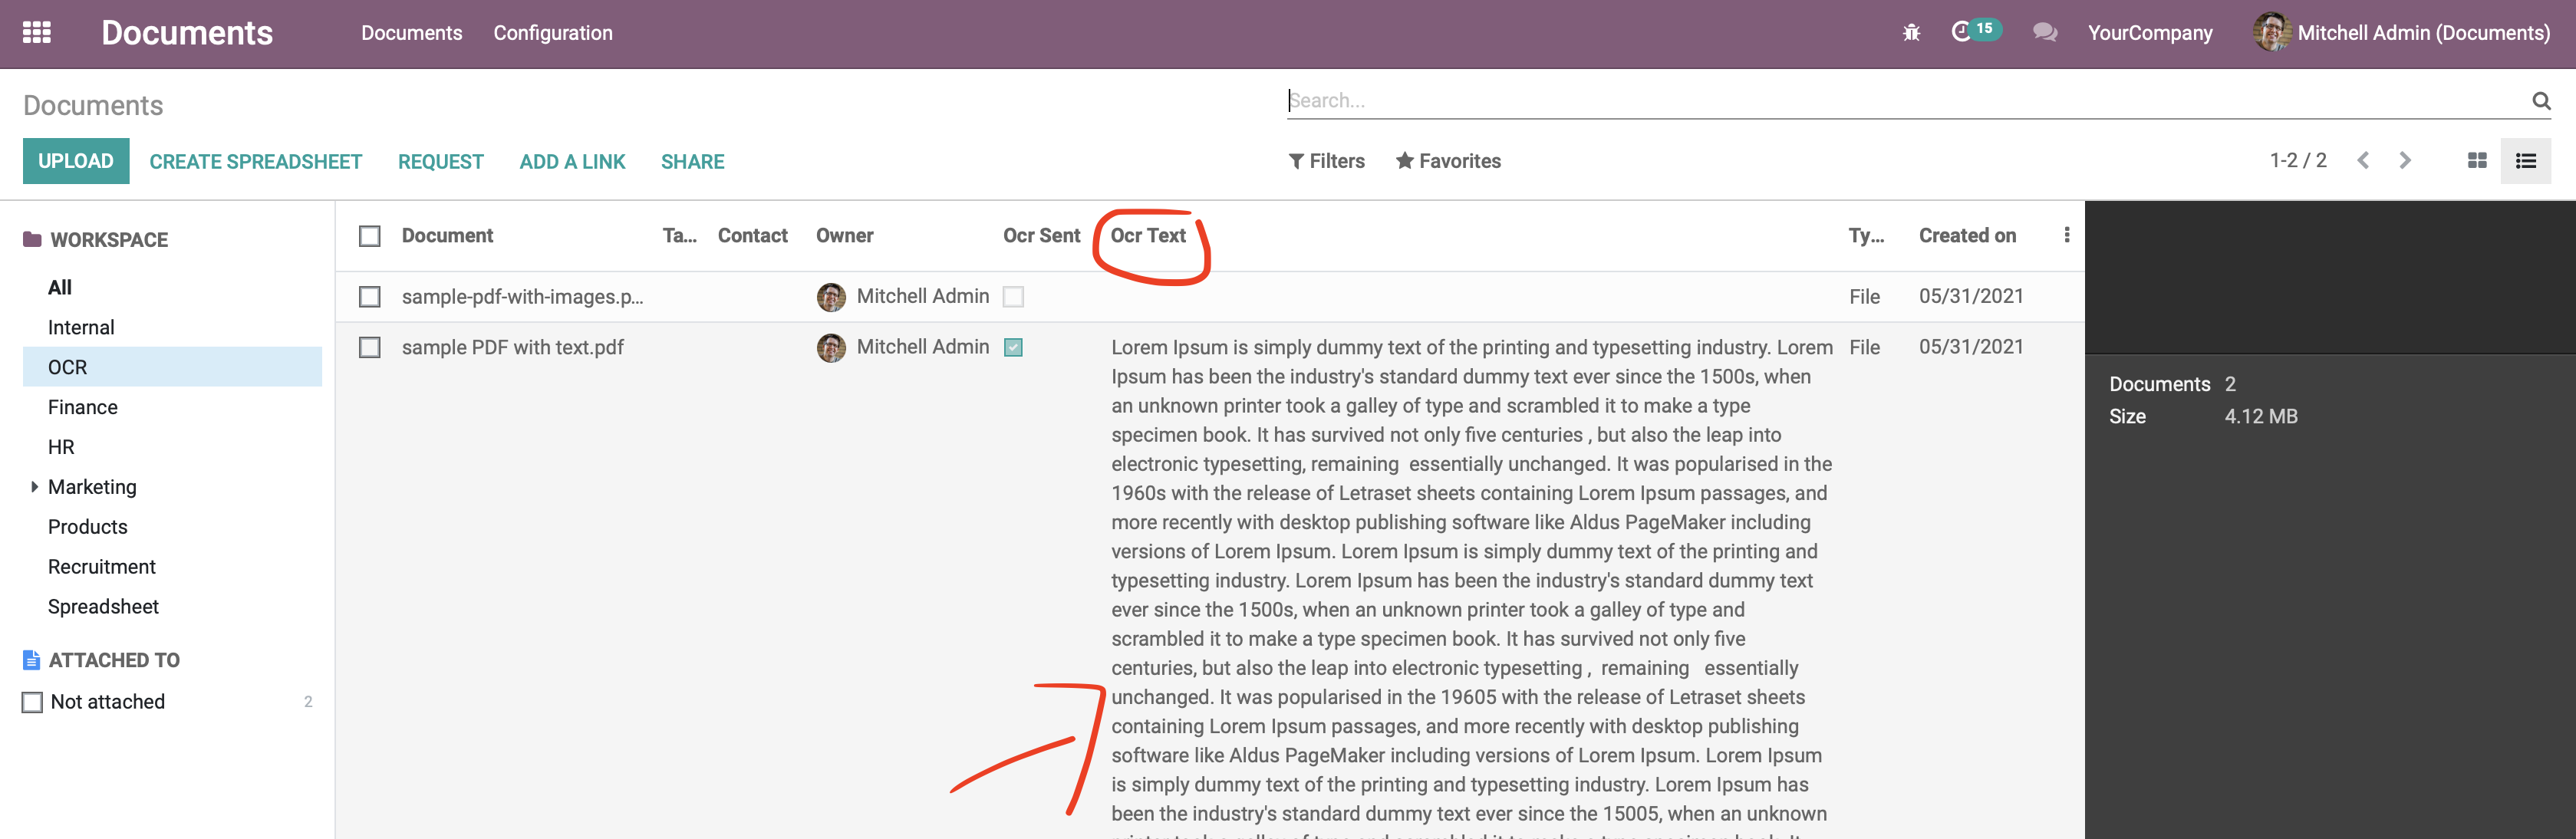 Documents Documents Configuration 15 YourCompany Mitchell Admin (Documents)
Documents
Search...
UPLOAD CREATE SPREADSHEET REQUEST ADD A LINK SHARE
Filters Favorites
1-2 / 2
WORKSPACE
All
Internal
OCR
Finance
HR
Marketing
Products
Recruitment
Spreadsheet
ATTACHED TO
Not attached 2
Document Ta... Contact Owner Ocr Sent Ocr Text Ty... Created on
sample-pdf-with-images.p... Mitchell Admin File 05/31/2021
sample PDF with text.pdf Mitchell Admin File 05/31/2021
Lorem Ipsum is simply dummy text of the printing and typesetting industry. Lorem
Ipsum has been the industry's standard dummy text ever since the 1500s, when
an unknown printer took a galley of type and scrambled it to make a type
specimen book. It has survived not only five centuries , but also the leap into
electronic typesetting, remaining essentially unchanged. It was popularised in the
1960s with the release of Letraset sheets containing Lorem Ipsum passages, and
more recently with desktop publishing software like Aldus PageMaker including
versions of Lorem Ipsum. Lorem Ipsum is simply dummy text of the printing and
typesetting industry. Lorem Ipsum has been the industry's standard dummy text
ever since the 1500s, when an unknown printer took a galley of type and
scrambled it to make a type specimen book. It has survived not only five
centuries, but also the leap into electronic typesetting , remaining essentially
unchanged. It was popularised in the 19605 with the release of Letraset sheets
containing Lorem Ipsum passages, and more recently with desktop publishing
software like Aldus PageMaker including versions of Lorem Ipsum. Lorem Ipsum
is simply dummy text of the printing and typesetting industry. Lorem Ipsum has
been the industry's standard dummy text ever since the 15005, when an unknown
Documents 2
Size 4.12 MB